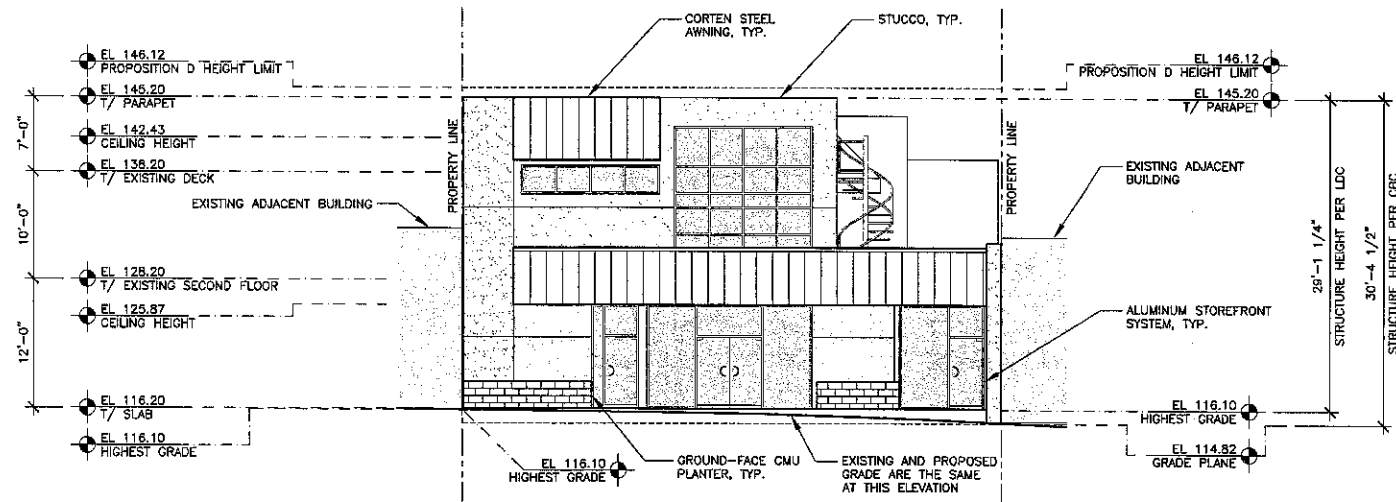 CORTEN STEEL
AWNING, TYP.
STUCCO, TYP.
EL 146.12
PROPOSITION D HEIGHT LIMIT
EL 145.20
T/ PARAPET
EL 142.43
CEILING HEIGHT
EL 138.20
T/ EXISTING DECK
EXISTING ADJACENT BUILDING
EL 128.20
T/ EXISTING SECOND FLOOR
EL 125.87
CEILING HEIGHT
EL 116.20
T/ SLAB
EL 116.10
HIGHEST GRADE
7'-0"
10'-0"
12'-0"
PROPERTY LINE
PROPERTY LINE
EL 146.12
PROPOSITION D HEIGHT LIMIT
EL 145.20
T/ PARAPET
EXISTING ADJACENT
BUILDING
29'-1 1/4"
STRUCTURE HEIGHT PER LDC
30'-4 1/2"
STRUCTURE HEIGHT PER CBC
ALUMINUM STOREFRONT
SYSTEM, TYP.
EL 116.10
HIGHEST GRADE
EL 114.82
GRADE PLANE
EL 116.10
HIGHEST GRADE
GROUND-FACE CMU
PLANTER, TYP.
EXISTING AND PROPOSED
GRADE ARE THE SAME
AT THIS ELEVATION